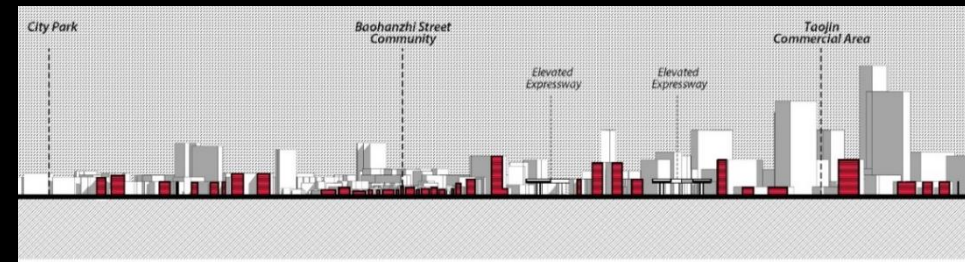 City Park
Baohanzhi Street
Community
Elevated
Expressway
Elevated
Expressway
Taojin
Commercial Area